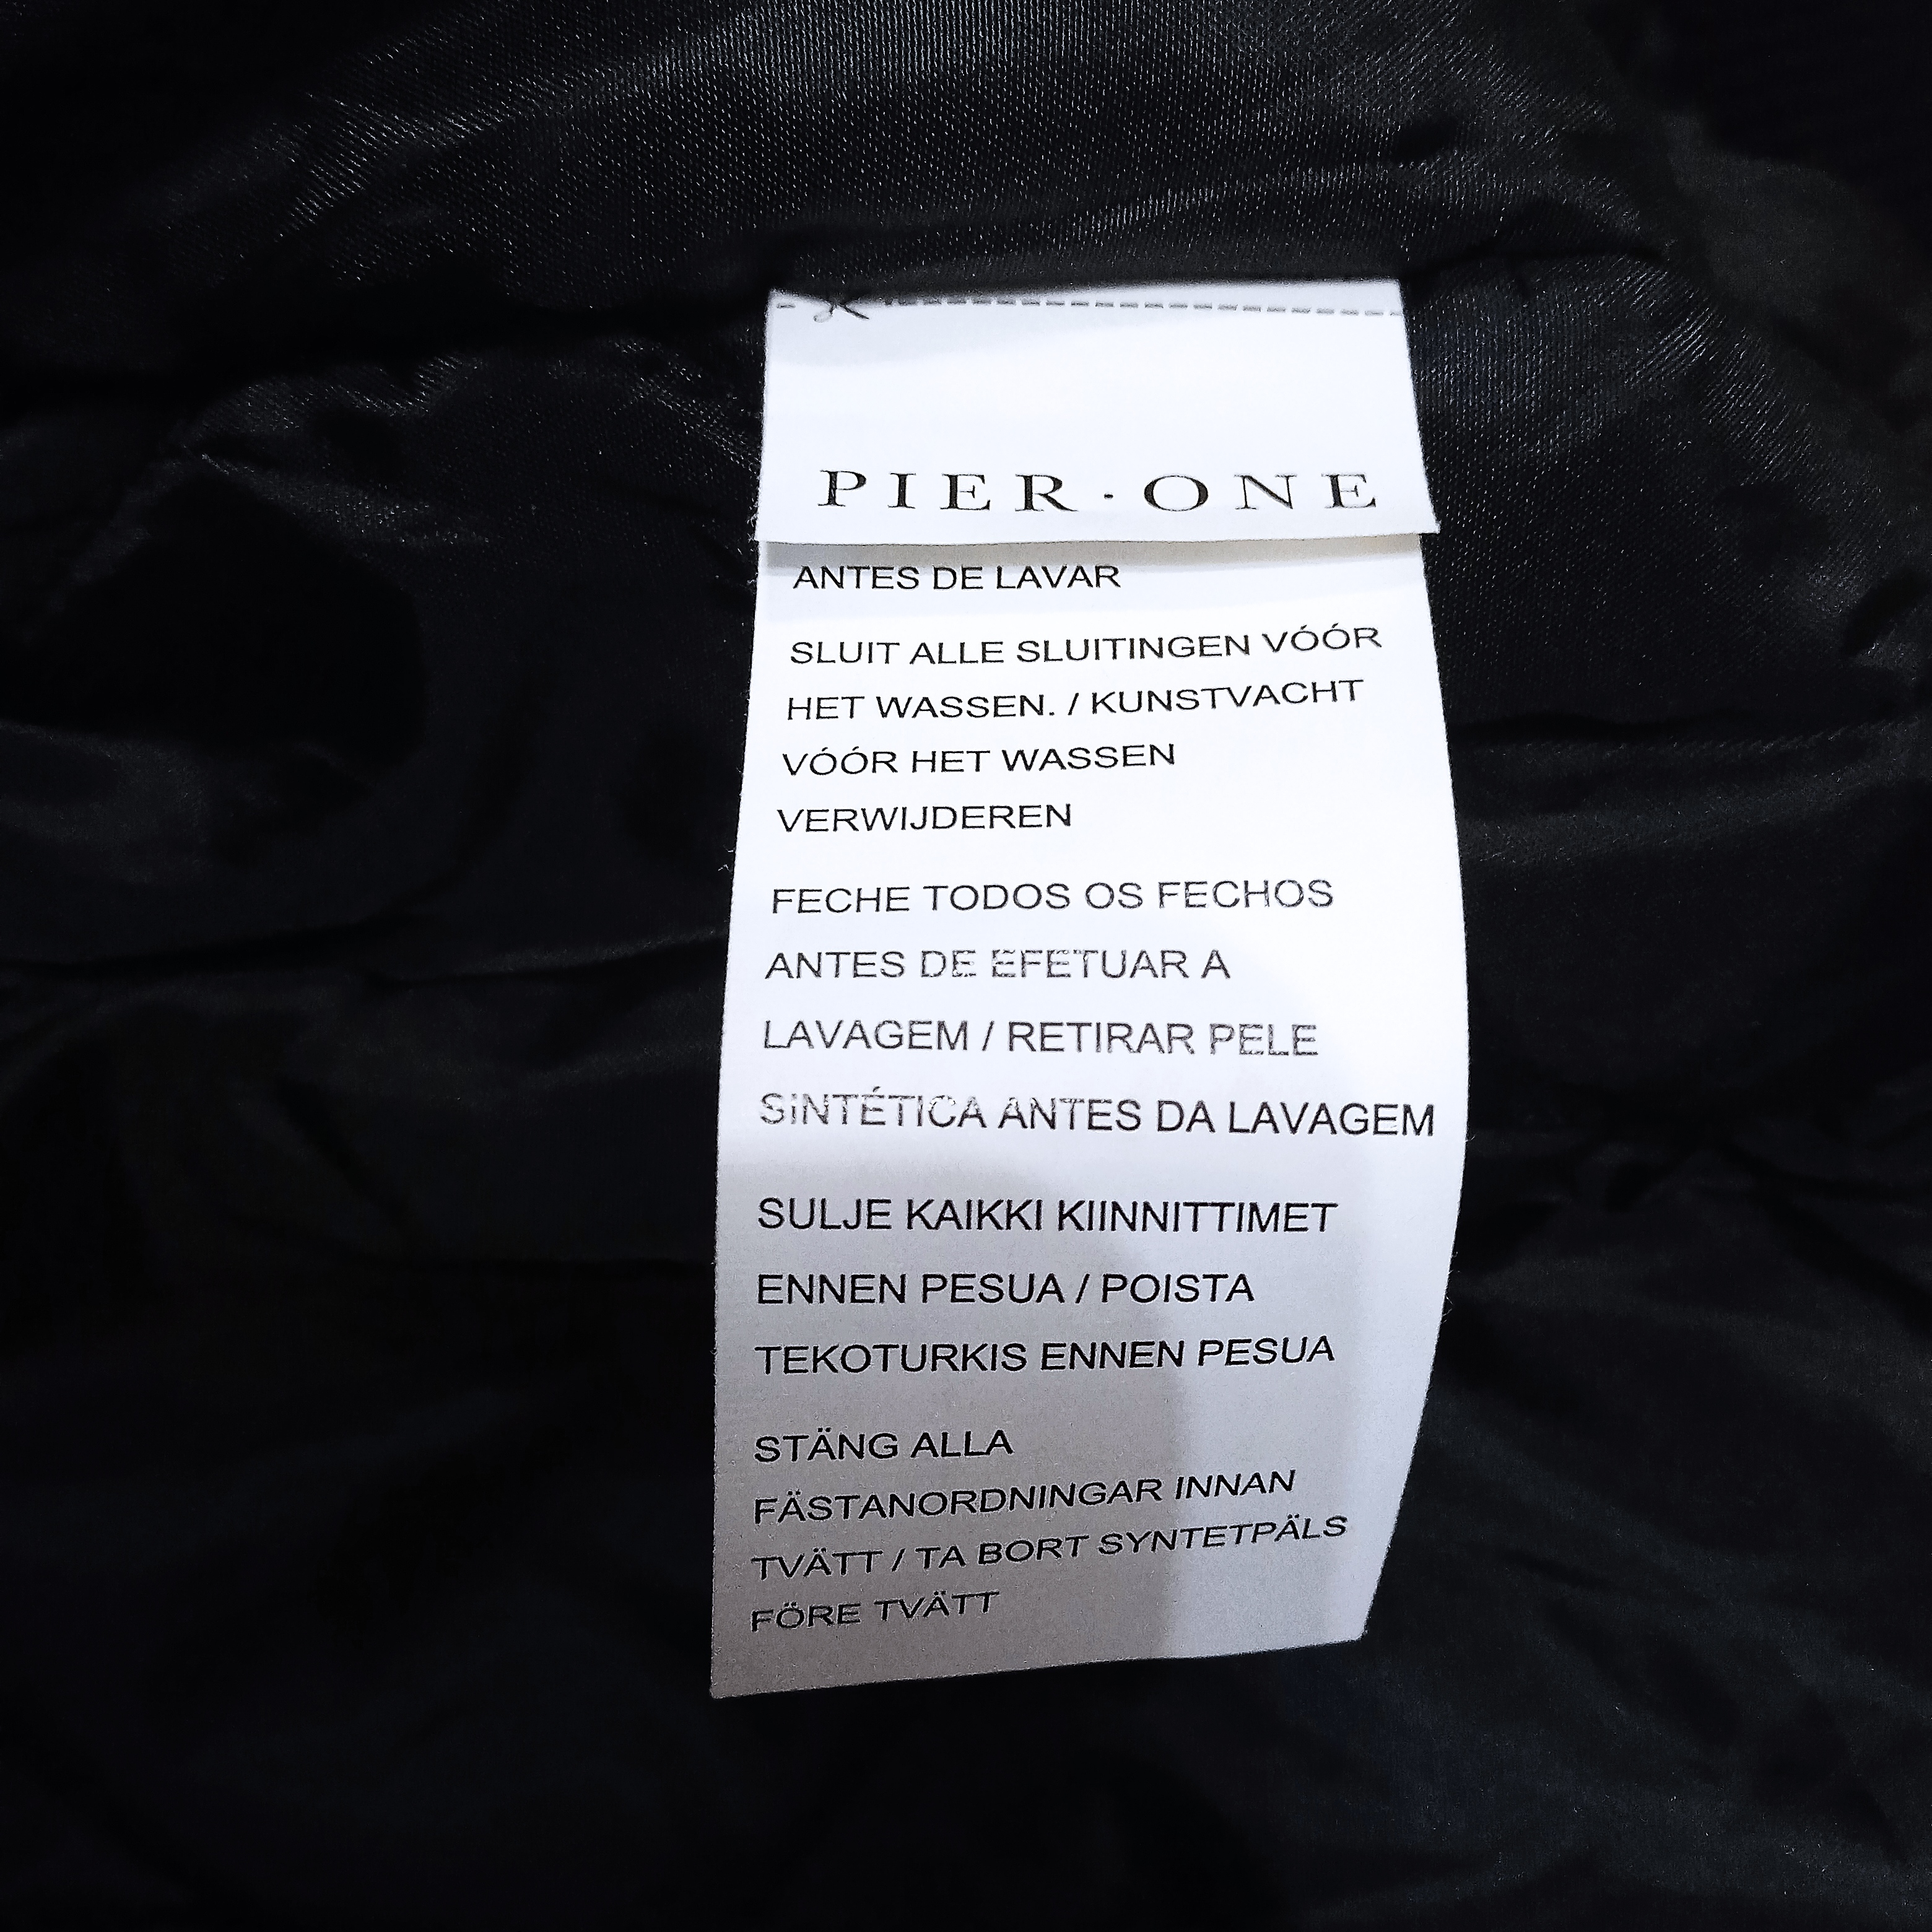 PIER · ONE
ANTES DE LAVAR
SLUIT ALLE SLUITINGEN VÓÓR
HET WASSEN. / KUNSTVACHT
VÓÓR HET WASSEN
VERWIJDEREN
FECHE TODOS OS FECHOS
ANTES DE EFETUAR A
LAVAGEM / RETIRAR PELE
SINTÉTICA ANTES DA LAVAGEM
SULJE KAIKKI KIINNITTIMET
ENNEN PESUA / POISTA
TEKOTURKIS ENNEN PESUA
STÄNG ALLA
FÄSTANORDNINGAR INNAN
TVÄTT / TA BORT SYNTETPÄLS
FÖRE TVÄTT